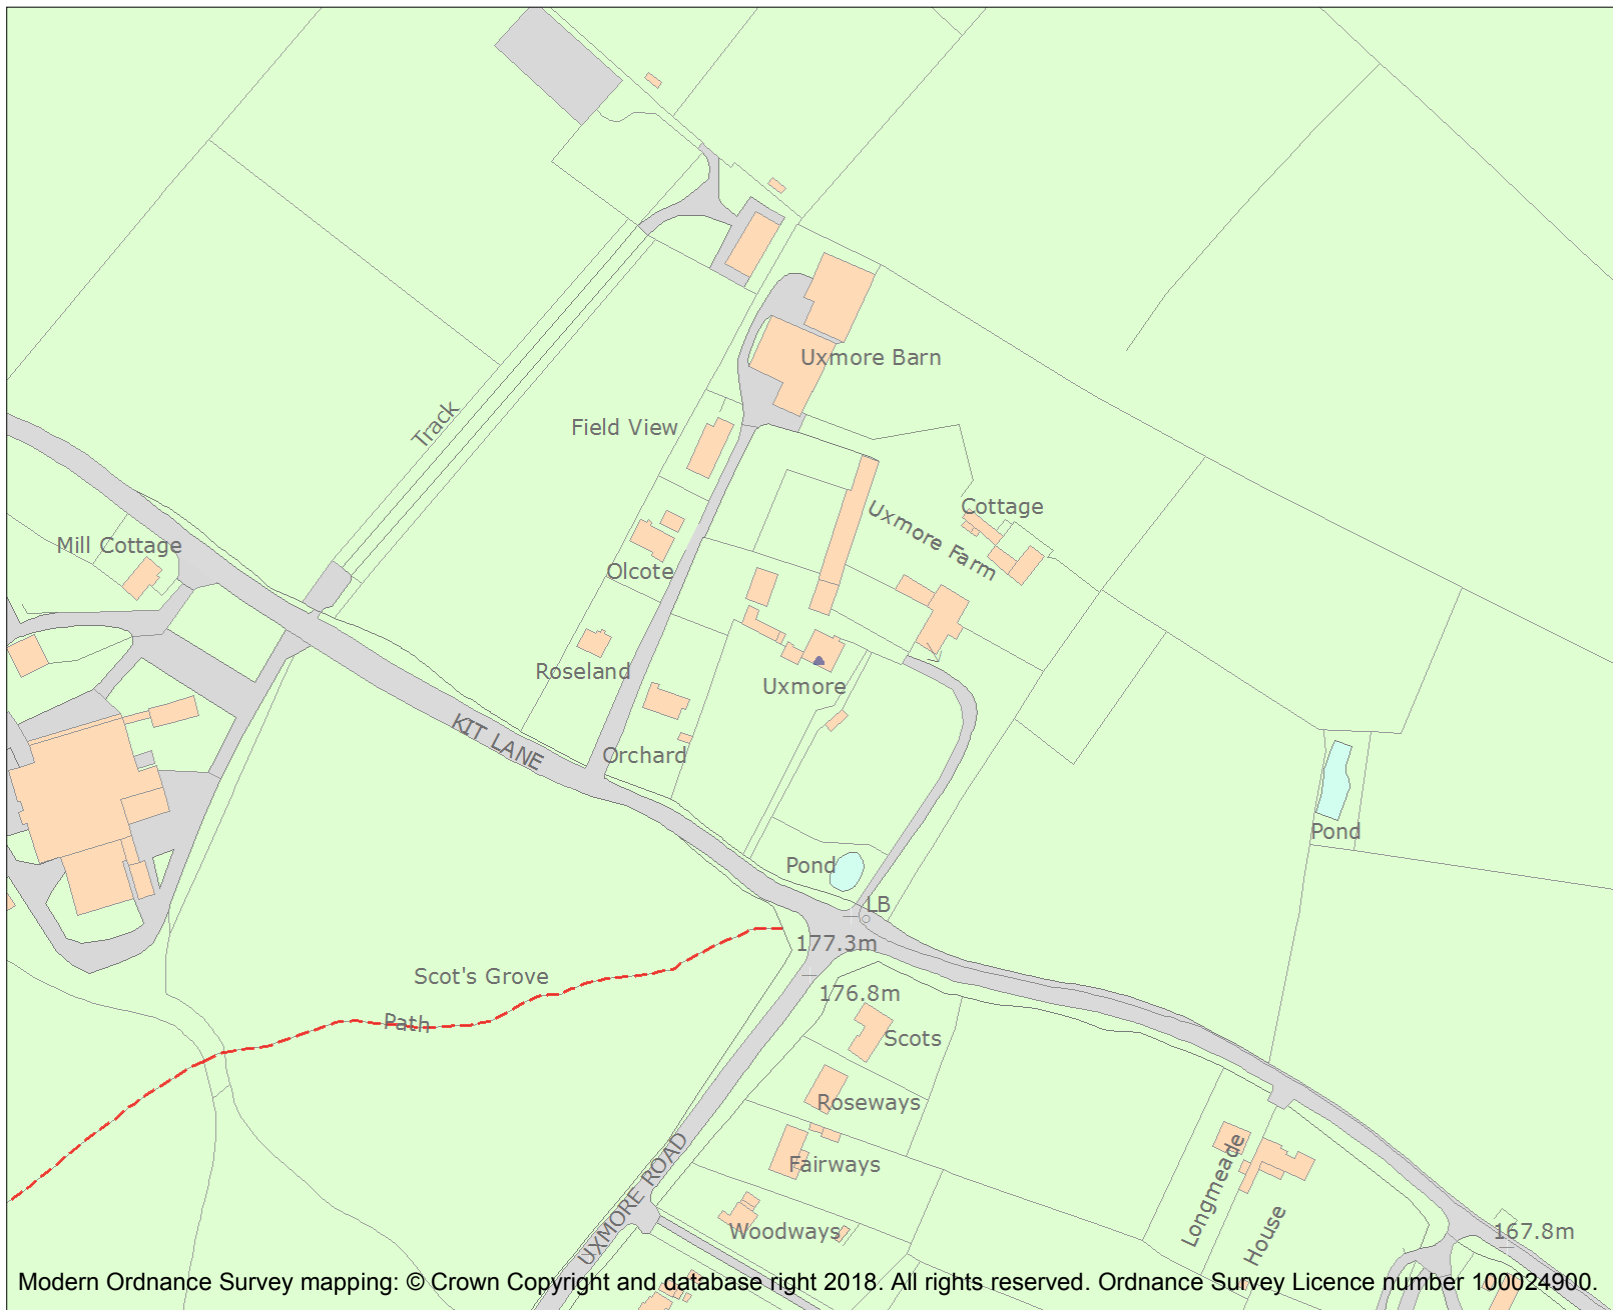 Uxmore Barn
Field View
Track
Cottage
Uxmore Farm
Mill Cottage
Olcote
Roseland
Uxmore
KIT LANE
Orchard
Pond
Pond
LB
177.3m
Scot's Grove
176.8m
Path
Scots
Roseways
Fairways
Longmeade
House
UXMORE ROAD
Woodways
167.8m
Modern Ordnance Survey mapping: © Crown Copyright and database right 2018. All rights reserved. Ordnance Survey Licence number 100024900.